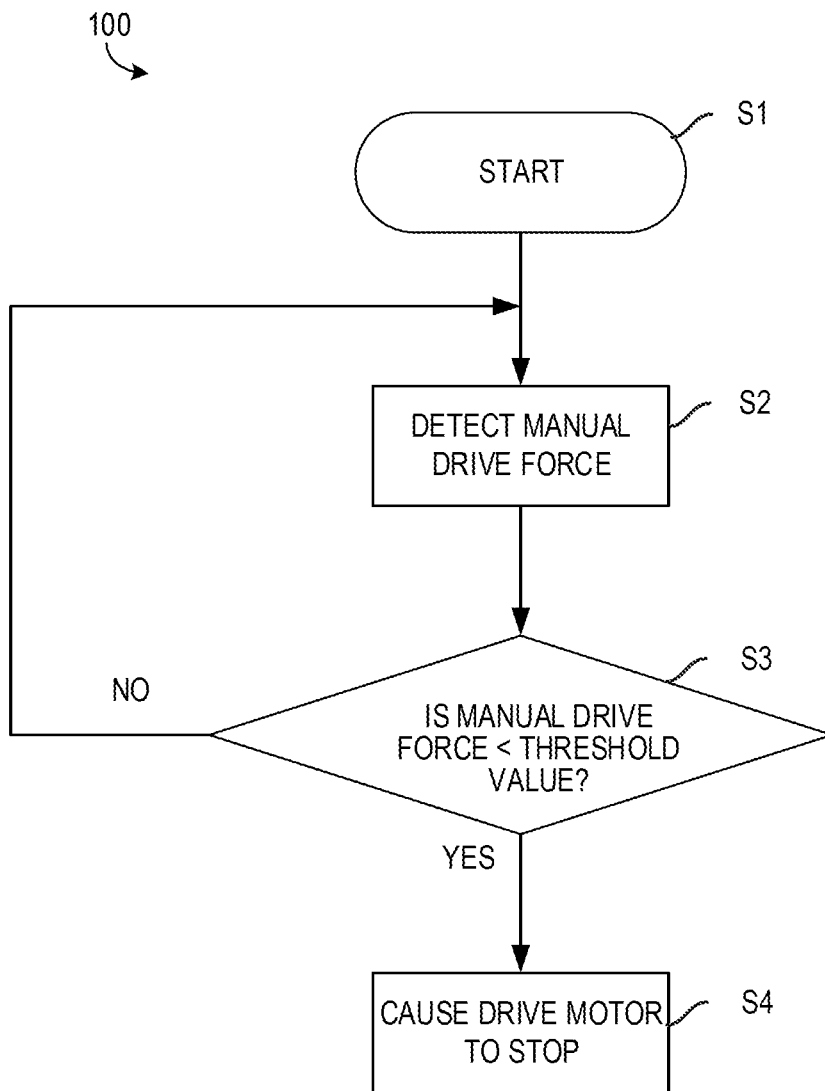 100
S1
START
S2
DETECT MANUAL
DRIVE FORCE
S3
NO
IS MANUAL DRIVE
FORCE < THRESHOLD
VALUE?
YES
CAUSE DRIVE MOTOR
TO STOP
S4